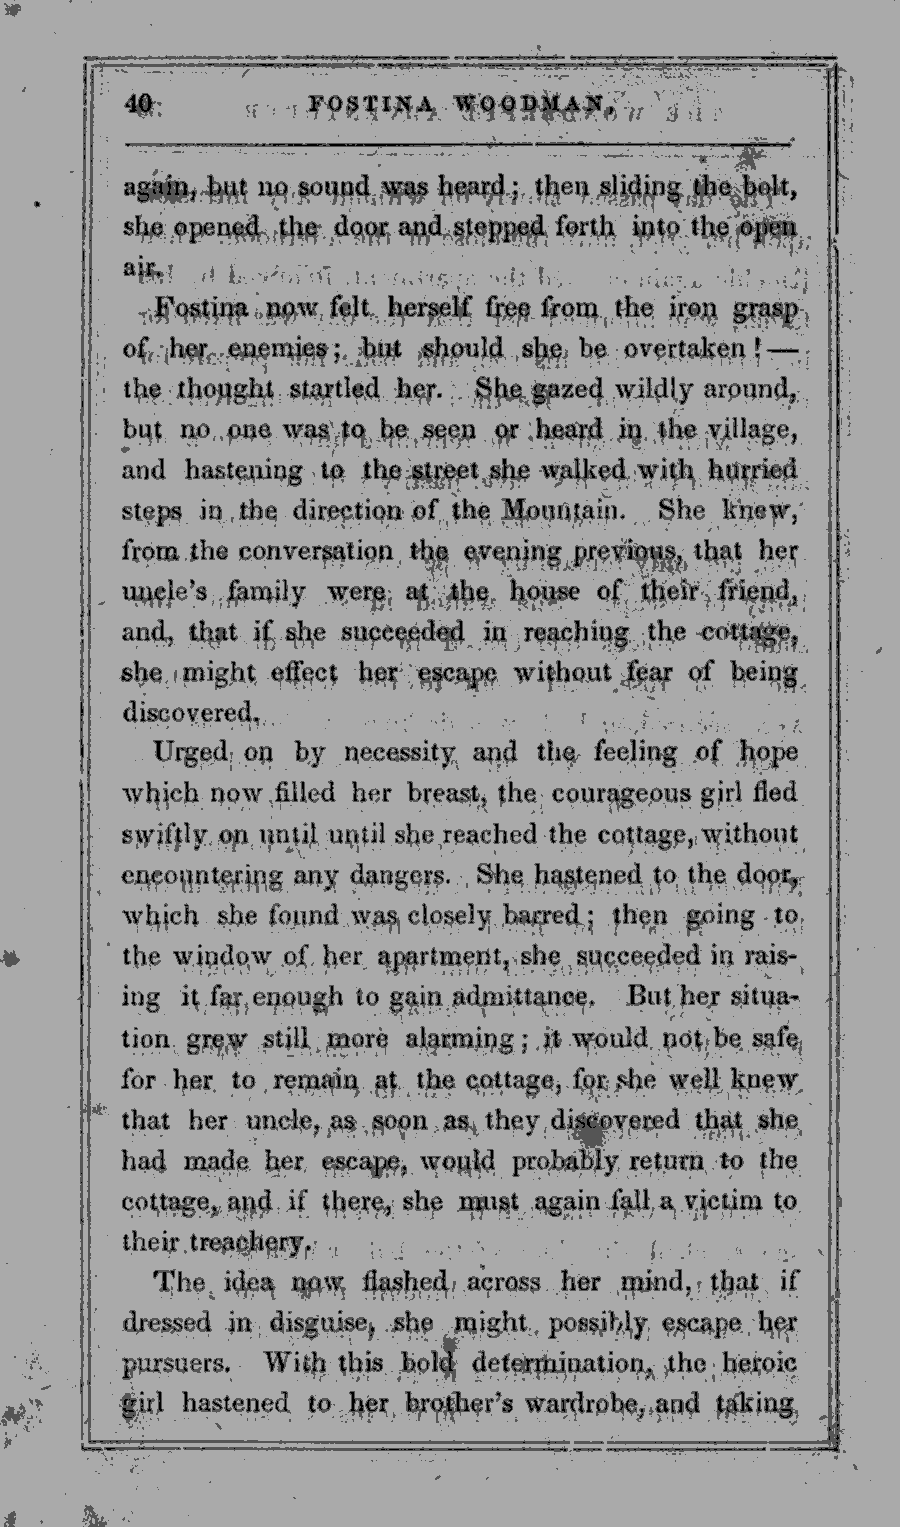 40 FOSTINA WOODMAN,
again, but no sound was heard; then sliding the bolt,
she opened the door and stepped forth into the open
air.
Fostina now felt herself free from the iron grasp
of her enemies; but should she be overtaken! —
the thought startled her. She gazed wildly around,
but no one was to be seen or heard in the village,
and hastening to the street she walked with hurried
steps in the direction of the Mountain. She knew,
from the conversation the evening previous, that her
uncle's family were at the house of their friend,
and, that if she succeeded in reaching the cottage,
she might effect her escape without fear of being
discovered.
Urged on by necessity and the feeling of hope
which now filled her breast, the courageous girl fled
swiftly on until until she reached the cottage, without
encountering any dangers. She hastened to the door,
which she found was closely barred; then going to
the window of her apartment, she succeeded in rais-
ing it far enough to gain admittance. But her situa-
tion grew still more alarming; it would not be safe
for her to remain at the cottage, for she well knew
that her uncle, as soon as they discovered that she
had made her escape, would probably return to the
cottage, and if there, she must again fall a victim to
their treachery.
The idea now flashed across her mind, that if
dressed in disguise, she might possibly escape her
pursuers. With this bold determination, the heroic
girl hastened to her brother's wardrobe, and taking